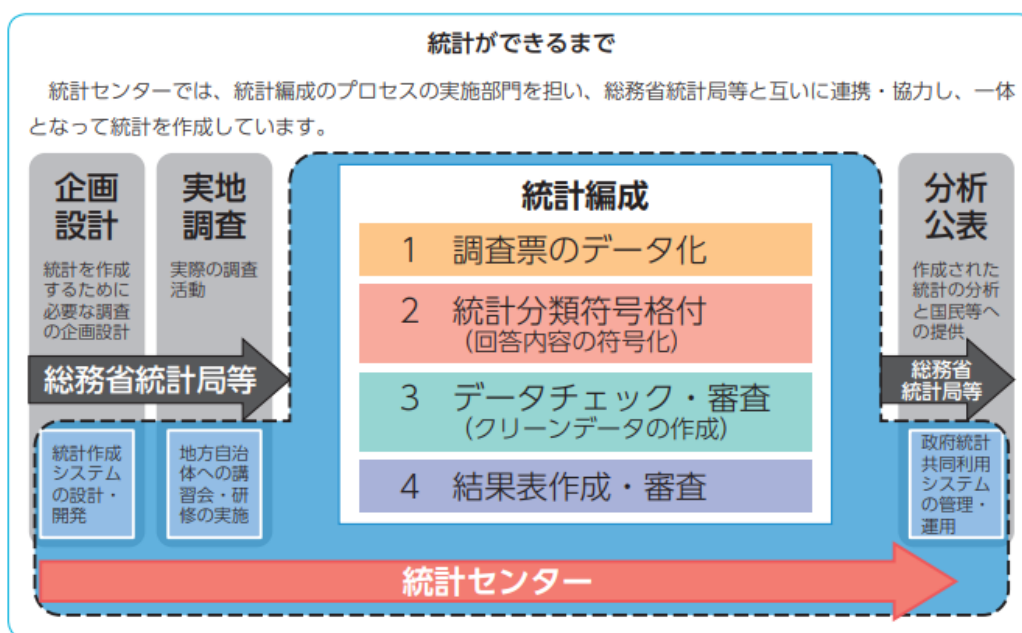 統計ができるまで
統計センターでは、統計編成のプロセスの実施部門を担い、総務省統計局等と互いに連携・協力し、一体
となって統計を作成しています。
企画
設計
統計を作成
するために
必要な調査
の企画設計
実地
調査
実際の調査
活動
総務省統計局等
統計作成
システム
の設計・
開発
地方自治
体への講
習会・研
修の実施
統計編成
1 調査票のデータ化
2 統計分類符号格付
(回答内容の符号化)
3 データチェック・審査
(クリーンデータの作成)
4 結果表作成・審査
分析
公表
作成された
統計の分析
と国民等へ
の提供
総務省
統計局等
政府統計
共同利用
システム
の管理・
運用
統計センター